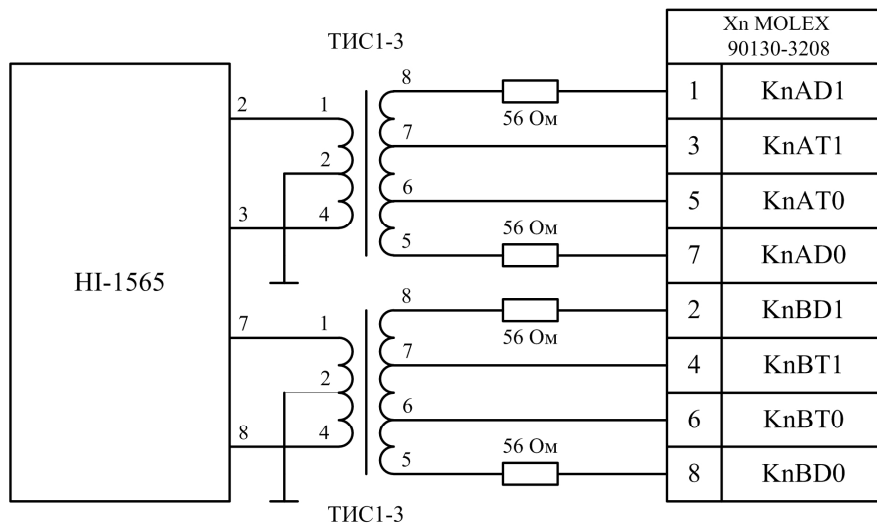 ТИС1-3
Xn MOLEX
90130-3208
HI-1565
2
3
7
8
1
2
4
8
7
6
5
56 Ом
56 Ом
1 KnAD1
3 KnAT1
5 KnAT0
7 KnAD0
1
2
4
8
7
6
5
56 Ом
56 Ом
2 KnBD1
4 KnBT1
6 KnBT0
8 KnBD0
ТИС1-3